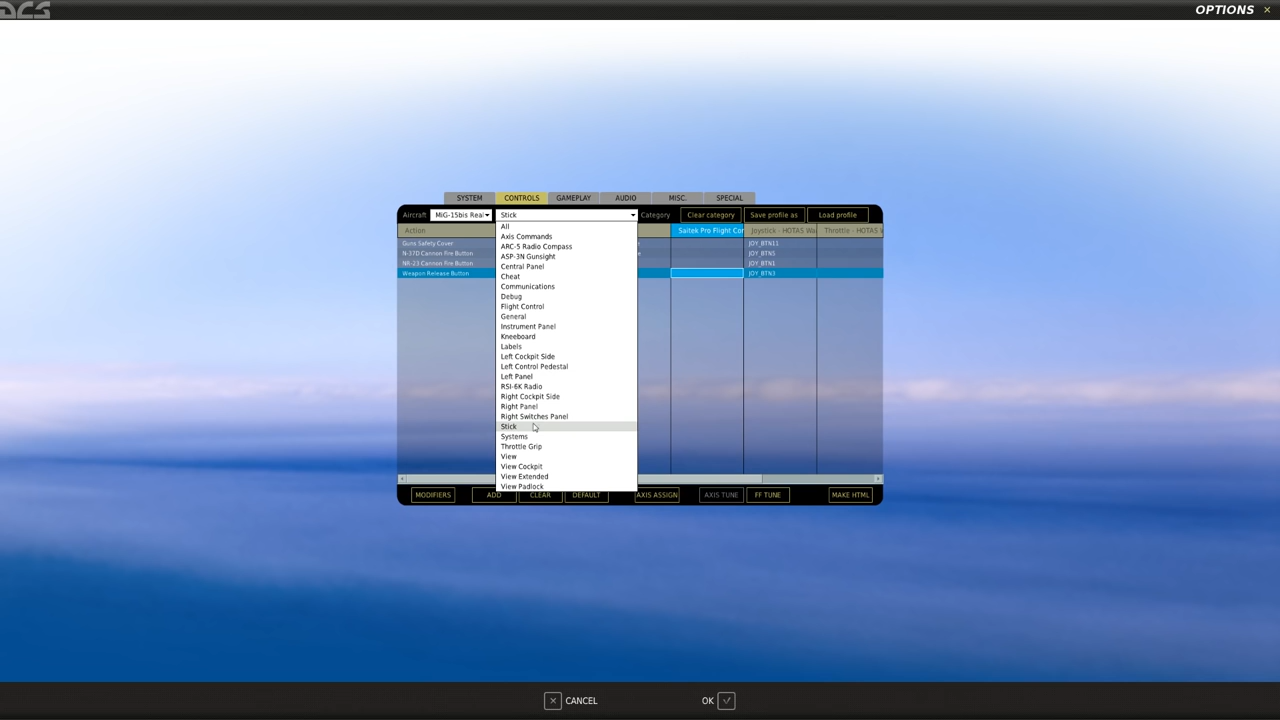 DCS
OPTIONS
SYSTEM CONTROLS GAMEPLAY AUDIO MISC. SPECIAL
Aircraft MiG-15bis Real Stick Category Clear category Save profile as Load profile
Action Saitek Pro Flight Cor Joystick - HOTAS Wa Throttle - HOTAS W
Guns Safety Cover JOY_BTN11
N-37D Cannon Fire Button JOY_BTN5
NR-23 Cannon Fire Button JOY_BTN1
Weapon Release Button JOY_BTN3
All
Axis Commands
ARC-5 Radio Compass
ASP-3N Gunsight
Central Panel
Cheat
Communications
Debug
Flight Control
General
Instrument Panel
Kneeboard
Labels
Left Cockpit Side
Left Control Pedestal
Left Panel
RSI-6K Radio
Right Cockpit Side
Right Panel
Right Switches Panel
Stick
Systems
Throttle Grip
View
View Cockpit
View Extended
View Padlock
MODIFIERS ADD CLEAR DEFAULT AXIS ASSIGN AXIS TUNE FF TUNE MAKE HTML
CANCEL OK